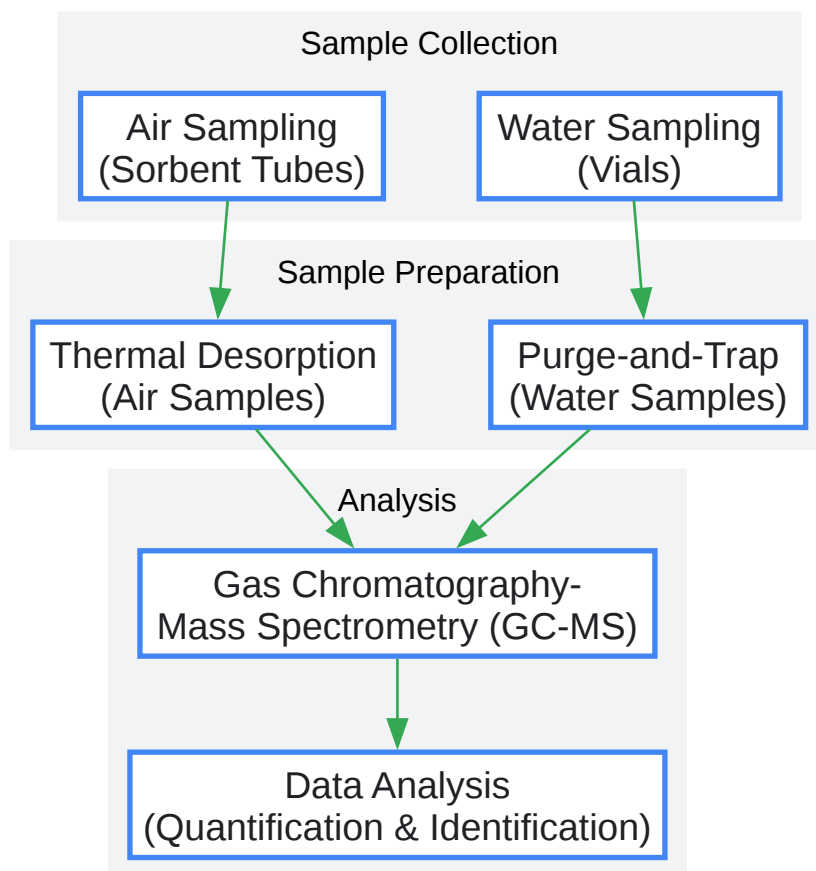 Sample Collection
Air Sampling
(Sorbent Tubes)
Water Sampling
(Vials)
Sample Preparation
Thermal Desorption
(Air Samples)
Purge-and-Trap
(Water Samples)
Analysis
Gas Chromatography-
Mass Spectrometry (GC-MS)
Data Analysis
(Quantification & Identification)